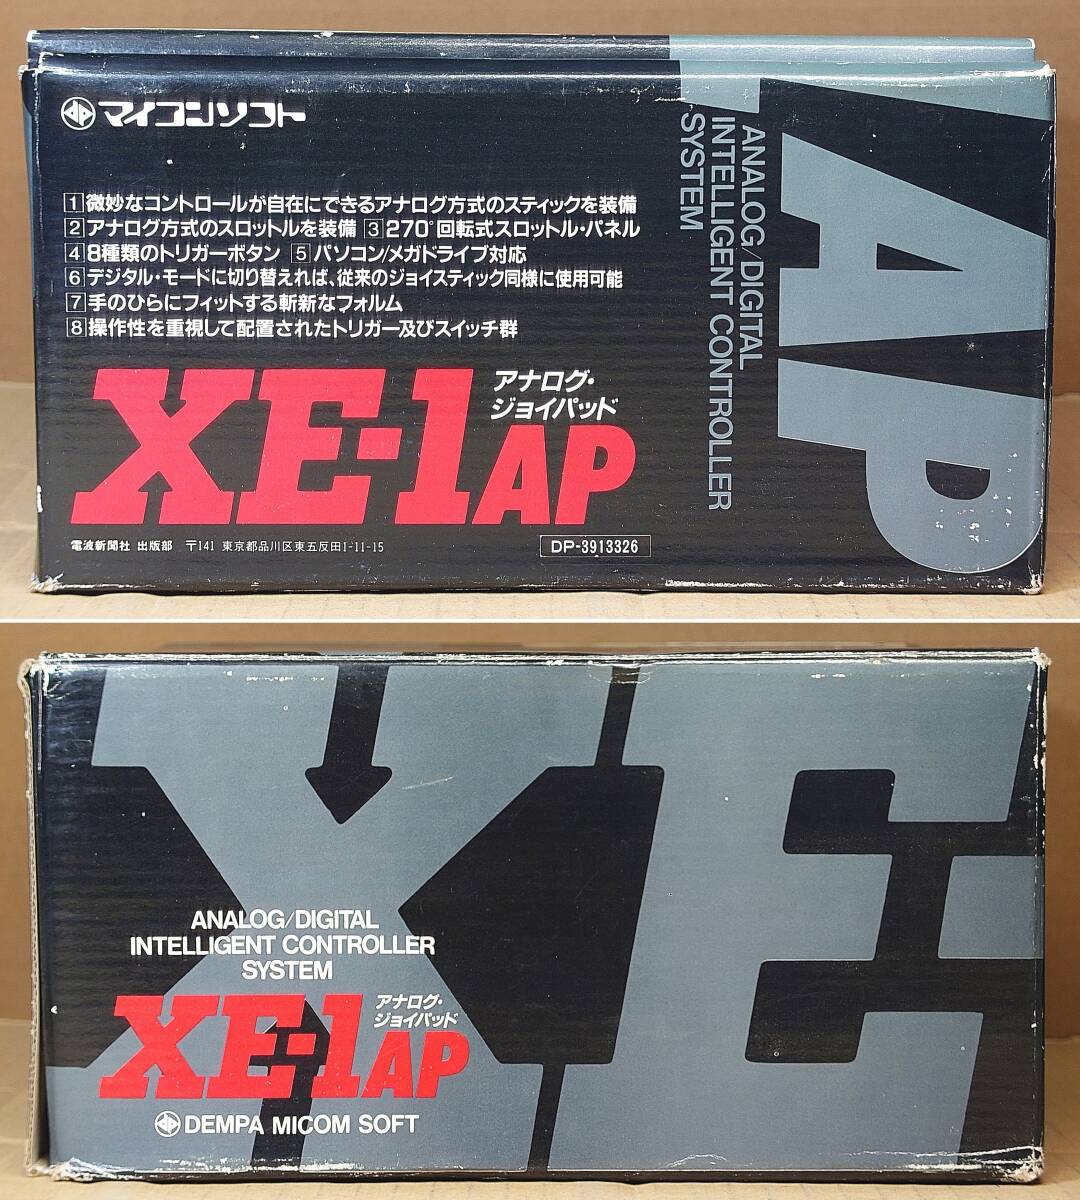 マイコンソフト
1 微妙なコントロールが自在にできるアナログ方式のスティックを装備
2 アナログ方式のスロットルを装備 3 270°回転式スロットル・パネル
4 8種類のトリガーボタン 5 パソコン/メガドライブ対応
6 デジタル・モードに切り替えれば、従来のジョイスティック同様に使用可能
7 手のひらにフィットする斬新なフォルム
8 操作性を重視して配置されたトリガー及びスイッチ群
アナログ・
ジョイパッド
XE-1AP
電波新聞社 出版部 〒141 東京都品川区東五反田1-11-15
DP-3913326
ANALOG/DIGITAL
INTELLIGENT CONTROLLER
SYSTEM
AP
XE
ANALOG/DIGITAL
INTELLIGENT CONTROLLER
SYSTEM
アナログ・
ジョイパッド
XE-1AP
DEMPA MICOM SOFT